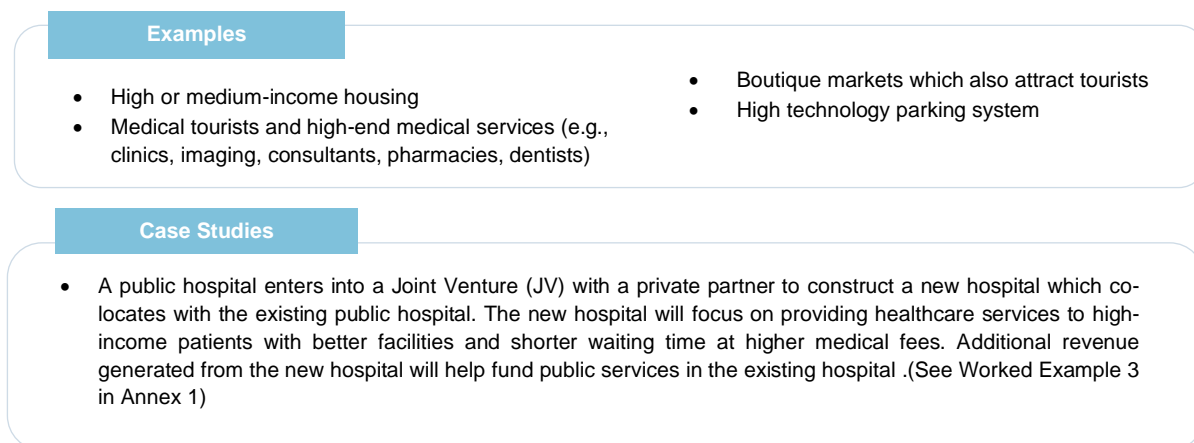 Examples
• High or medium-income housing
• Medical tourists and high-end medical services (e.g.,
clinics, imaging, consultants, pharmacies, dentists)
• Boutique markets which also attract tourists
• High technology parking system
Case Studies
• A public hospital enters into a Joint Venture (JV) with a private partner to construct a new hospital which co-
locates with the existing public hospital. The new hospital will focus on providing healthcare services to high-
income patients with better facilities and shorter waiting time at higher medical fees. Additional revenue
generated from the new hospital will help fund public services in the existing hospital .(See Worked Example 3
in Annex 1)